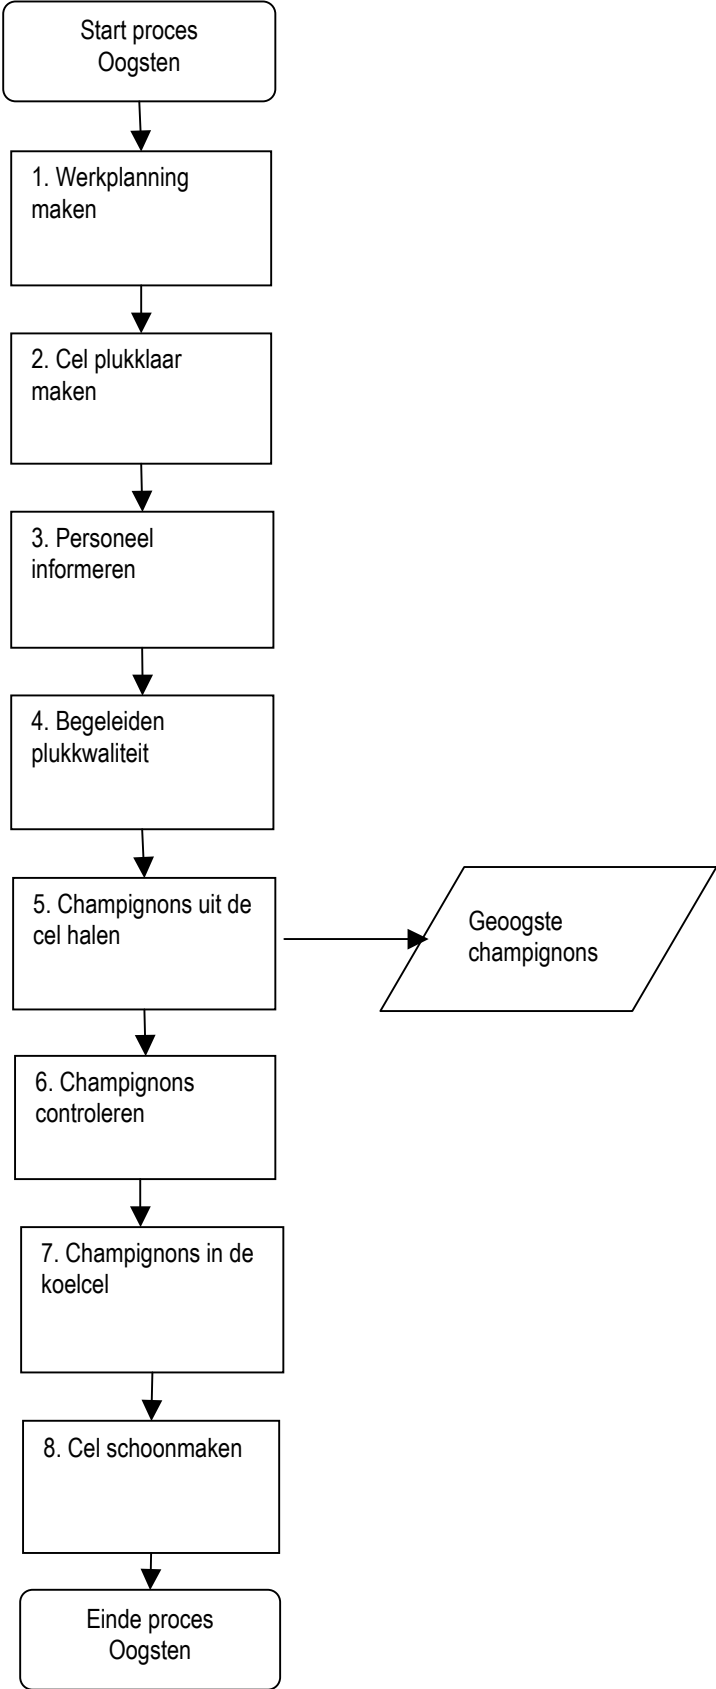 Start proces
Oogsten
1. Werkplanning
maken
2. Cel plukklaar
maken
3. Personeel
informeren
4. Begeleiden
plukkwaliteit
5. Champignons uit de
cel halen
Geoogste
champignons
6. Champignons
controleren
7. Champignons in de
koelcel
8. Cel schoonmaken
Einde proces
Oogsten